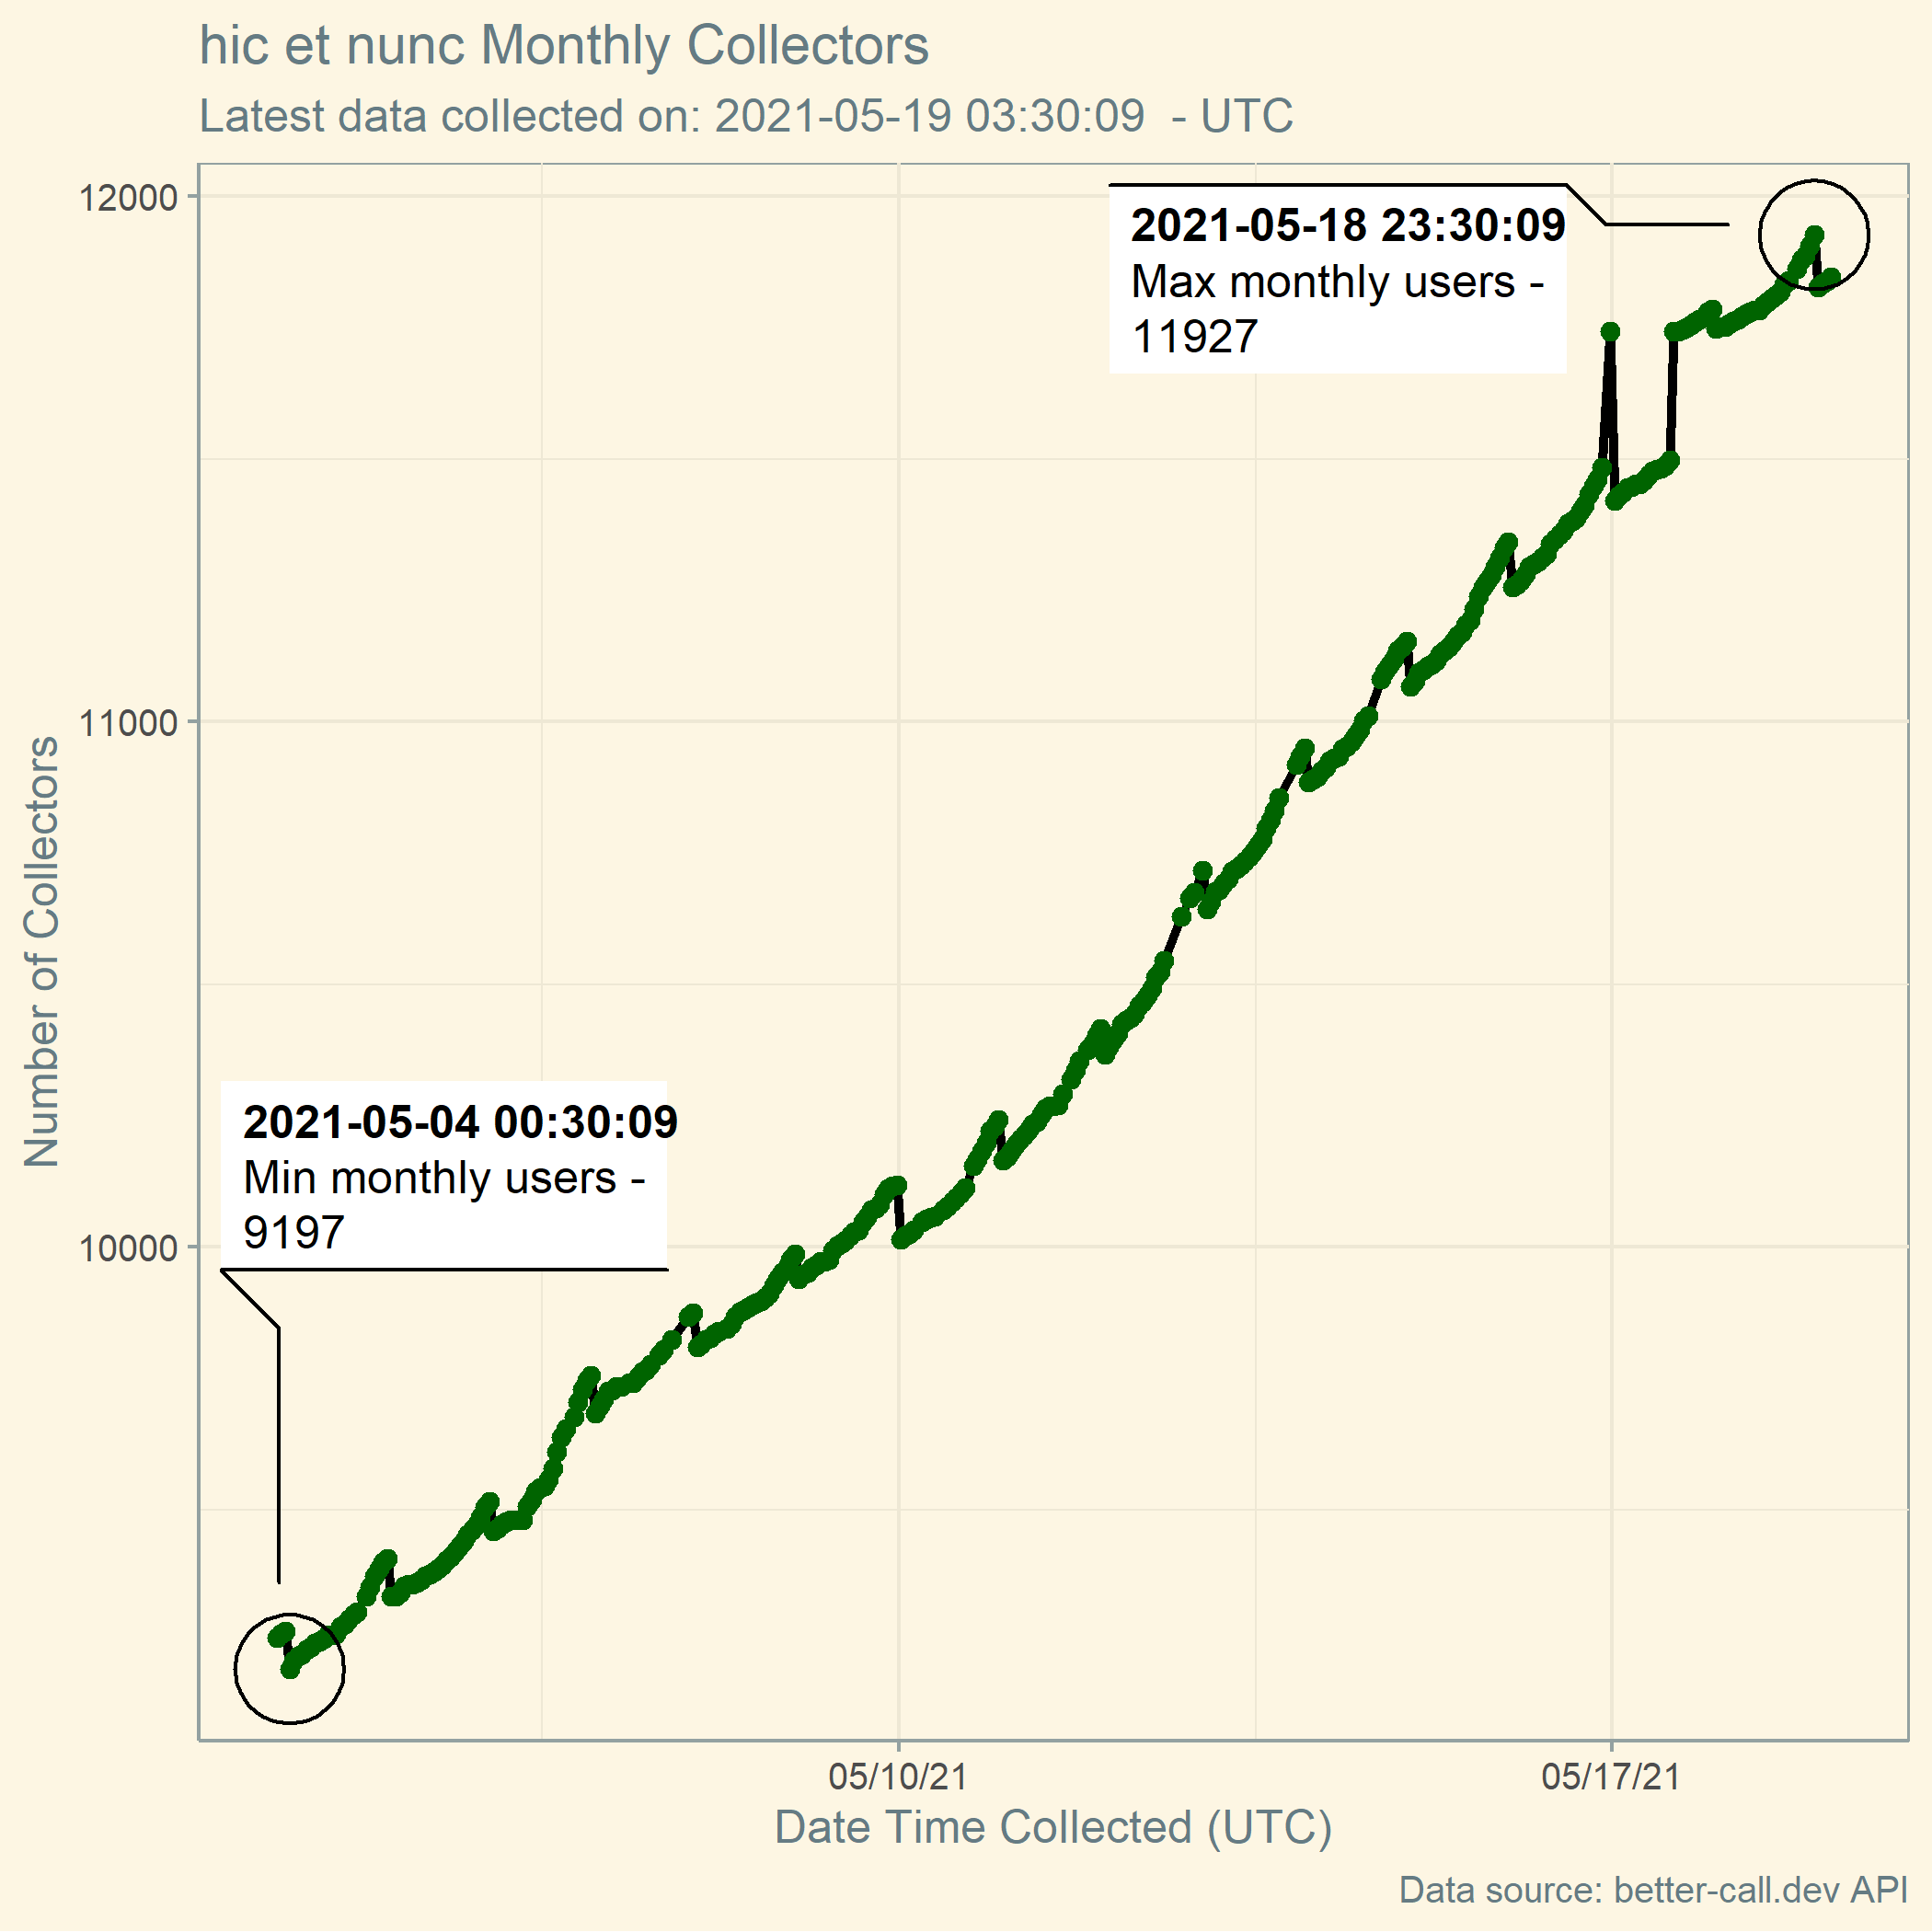 hic et nunc Monthly Collectors
Latest data collected on: 2021-05-19 03:30:09  - UTC
12000
2021-05-18 23:30:09
Max monthly users -
11927
11000
Number of Collectors
2021-05-04 00:30:09
Min monthly users -
9197
10000
05/10/21
05/17/21
Date Time Collected (UTC)
Data source: better-call.dev API